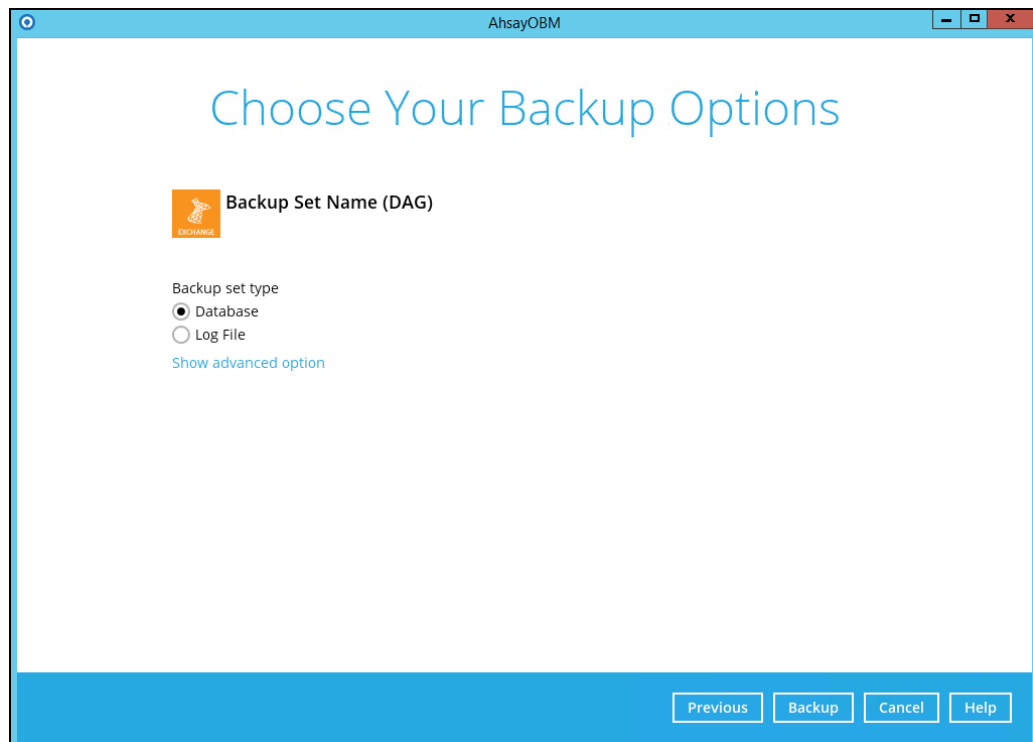 AhsayOBM
Choose Your Backup Options
Backup Set Name (DAG)
EXCHANGE
Backup set type
Database
Log File
Show advanced option
Previous Backup Cancel Help